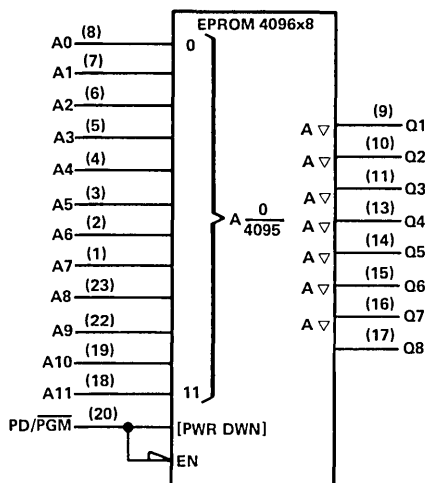 EPROM 4096x8
A0 (8) 0
A1 (7)
A2 (6)
A3 (5)
A4 (4)
A5 (3)
A6 (2)
A7 (1)
A8 (23)
A9 (22)
A10 (19)
A11 (18) 11
PD/P̅G̅M̅ (20) [PWR DWN]
EN
A 0/4095
A ▽ (9) Q1
A ▽ (10) Q2
A ▽ (11) Q3
A ▽ (13) Q4
A ▽ (14) Q5
A ▽ (15) Q6
A ▽ (16) Q7
(17) Q8